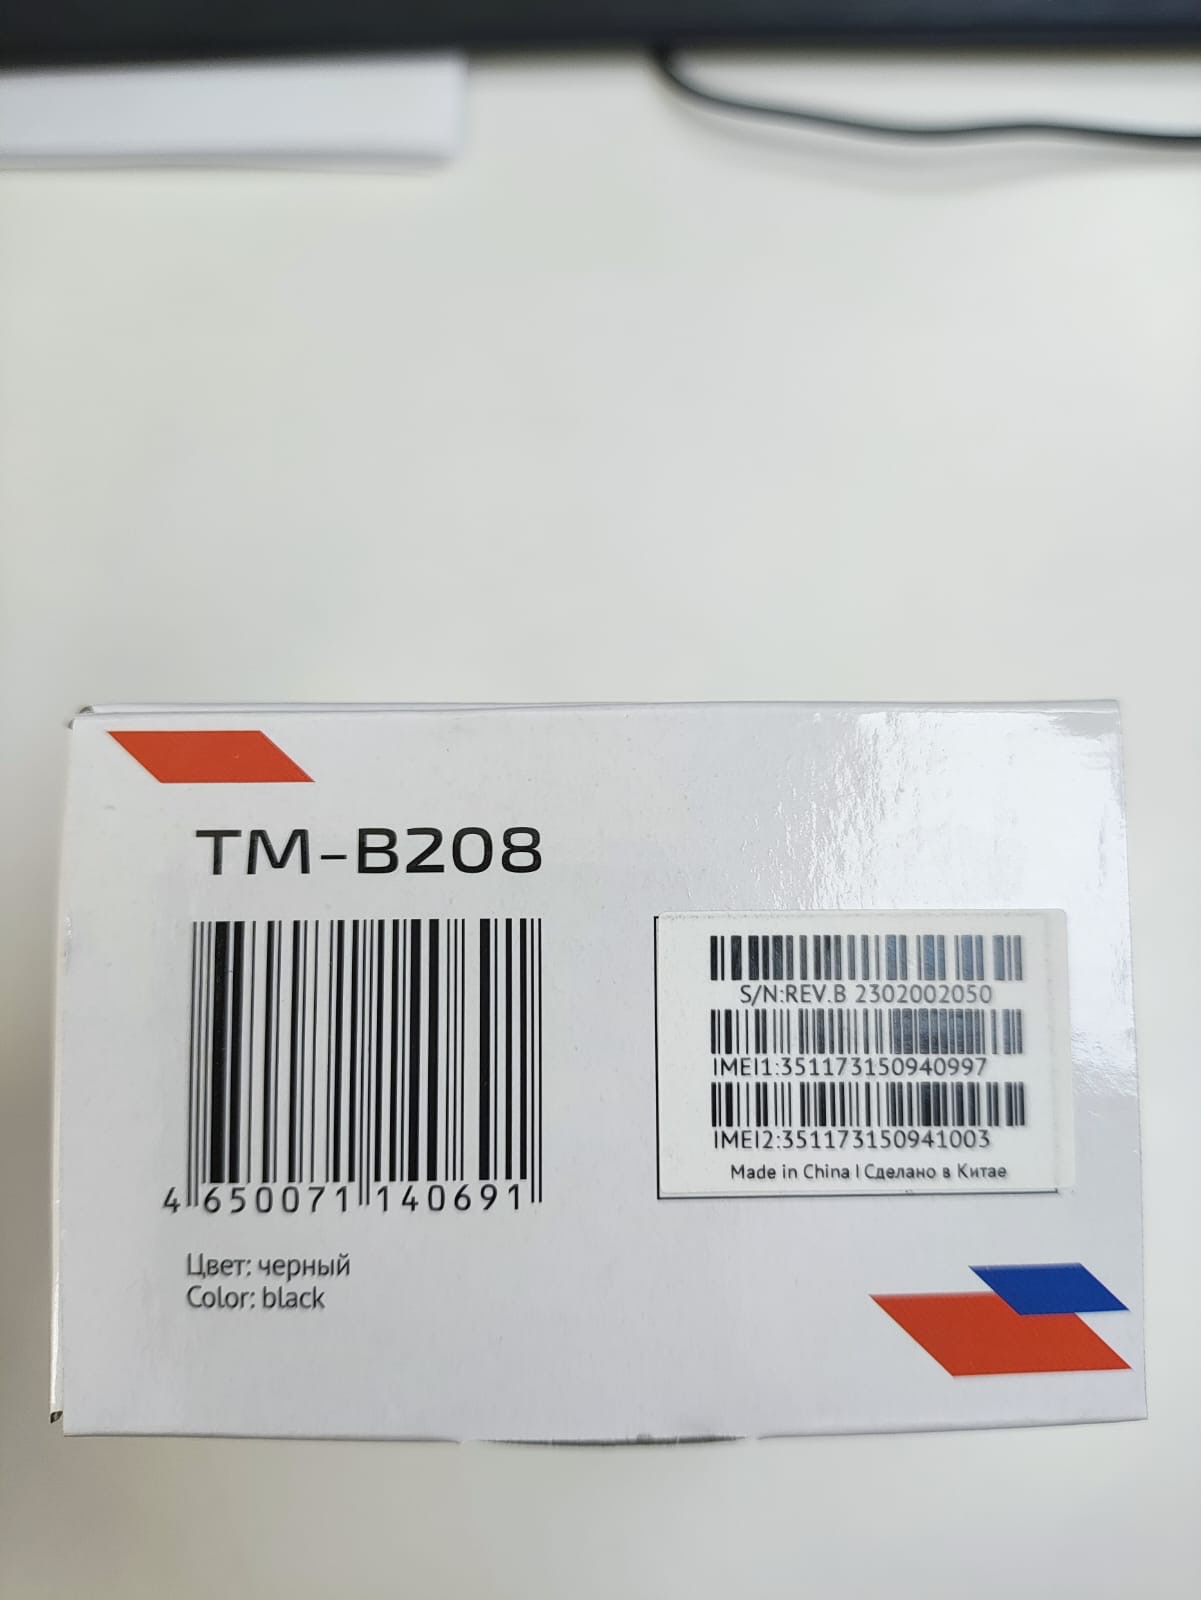 TM-B208
4 650071 140691
Цвет: черный
Color: black
S/N:REV.B 2302002050
IMEI1:351173150940997
IMEI2:351173150941003
Made in China | Сделано в Китае